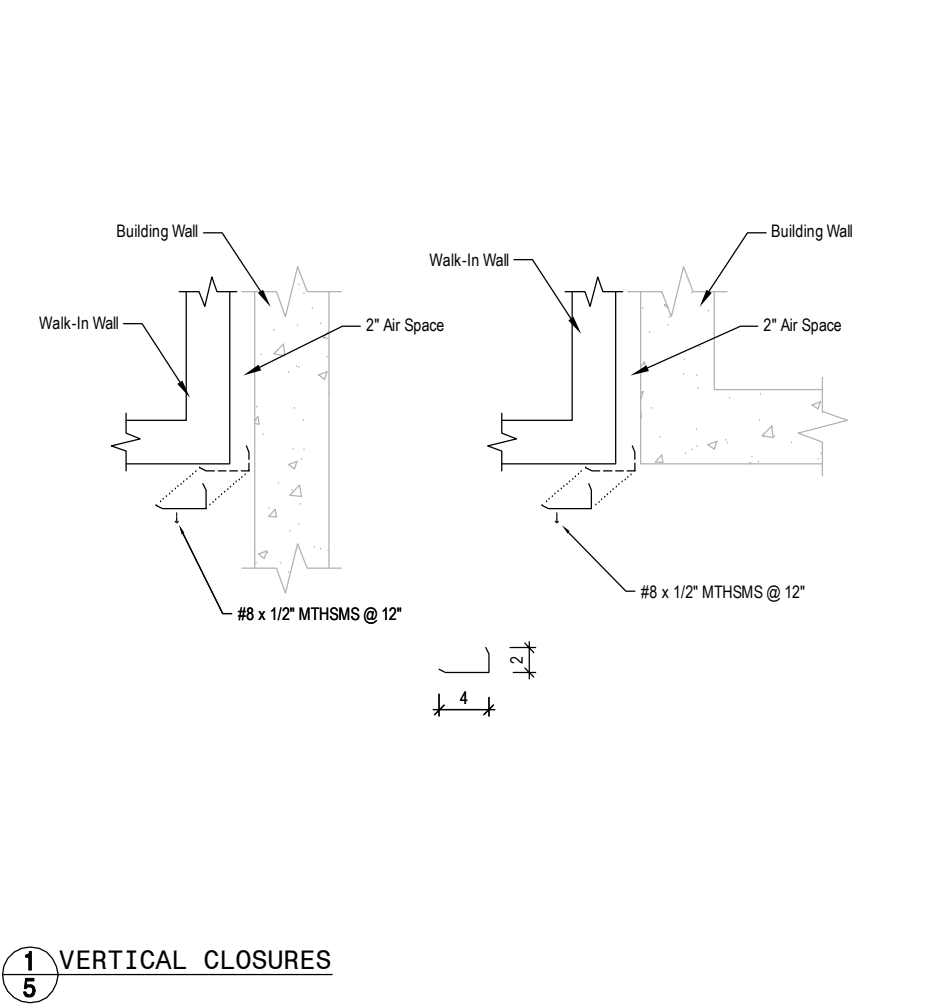 Building Wall
Building Wall
Walk-In Wall
Walk-In Wall
2" Air Space
2" Air Space
#8 x 1/2" MTHSMS @ 12"
#8 x 1/2" MTHSMS @ 12"
2
4
1
5
VERTICAL CLOSURES